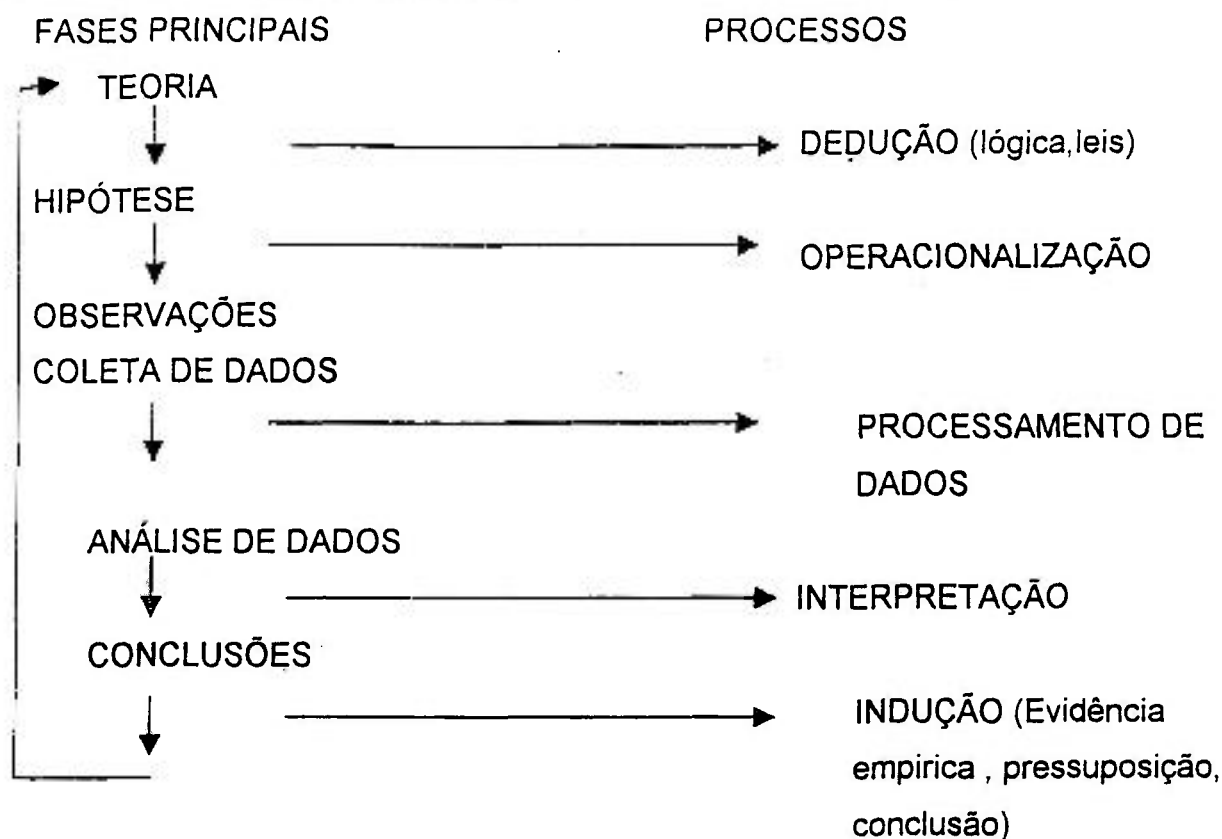 FASES PRINCIPAIS PROCESSOS
TEORIA
DEDUÇÃO (lógica,leis)
HIPÓTESE
OPERACIONALIZAÇÃO
OBSERVAÇÕES
COLETA DE DADOS
PROCESSAMENTO DE
DADOS
ANÁLISE DE DADOS
INTERPRETAÇÃO
CONCLUSÕES
INDUÇÃO (Evidência
empirica , pressuposição,
conclusão)